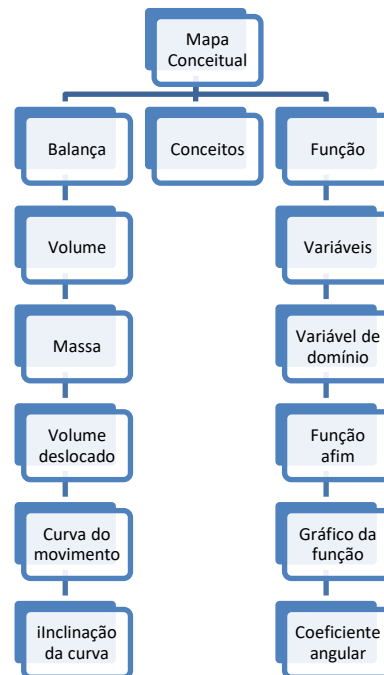 Mapa
Conceitual
Balança
Conceitos
Função
Volume
Variáveis
Massa
Variável de
domínio
Volume
deslocado
Função
afim
Curva do
movimento
Gráfico da
função
iInclinação
da curva
Coeficiente
angular